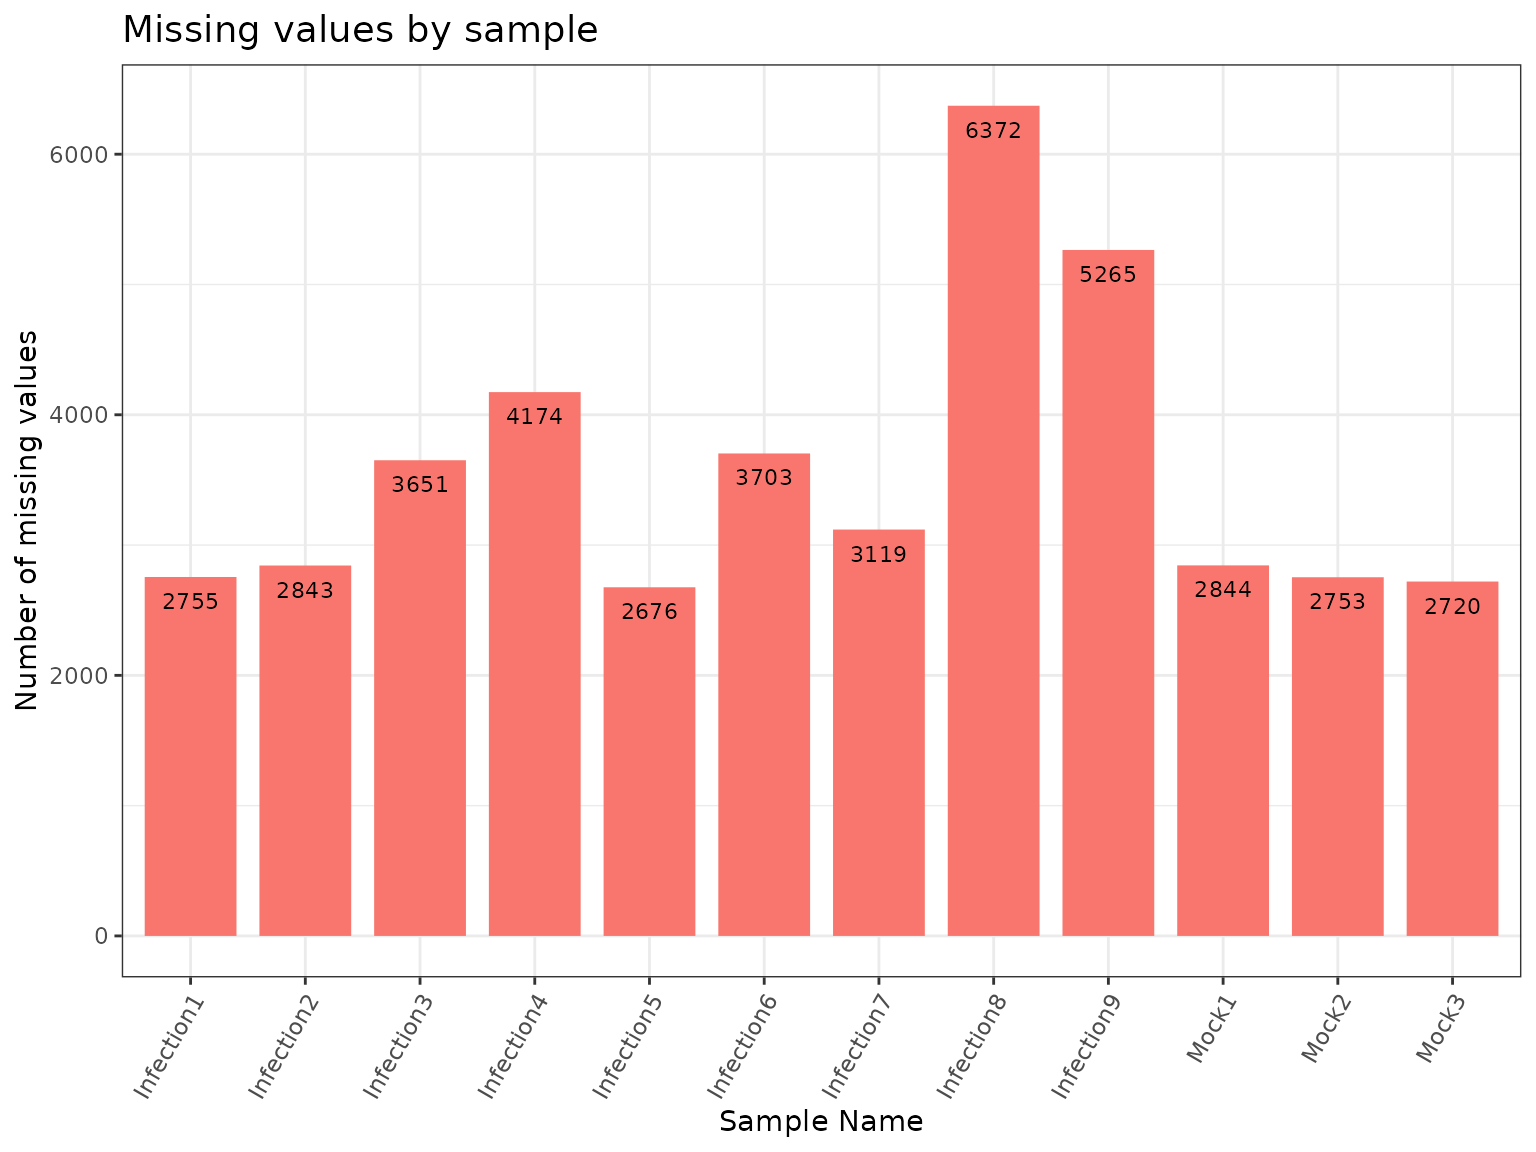 Missing values by sample
Number of missing values
6000
4000
2000
0
2755
2843
3651
4174
2676
3703
3119
6372
5265
2844
2753
2720
Infection1
Infection2
Infection3
Infection4
Infection5
Infection6
Infection7
Infection8
Infection9
Mock1
Mock2
Mock3
Sample Name